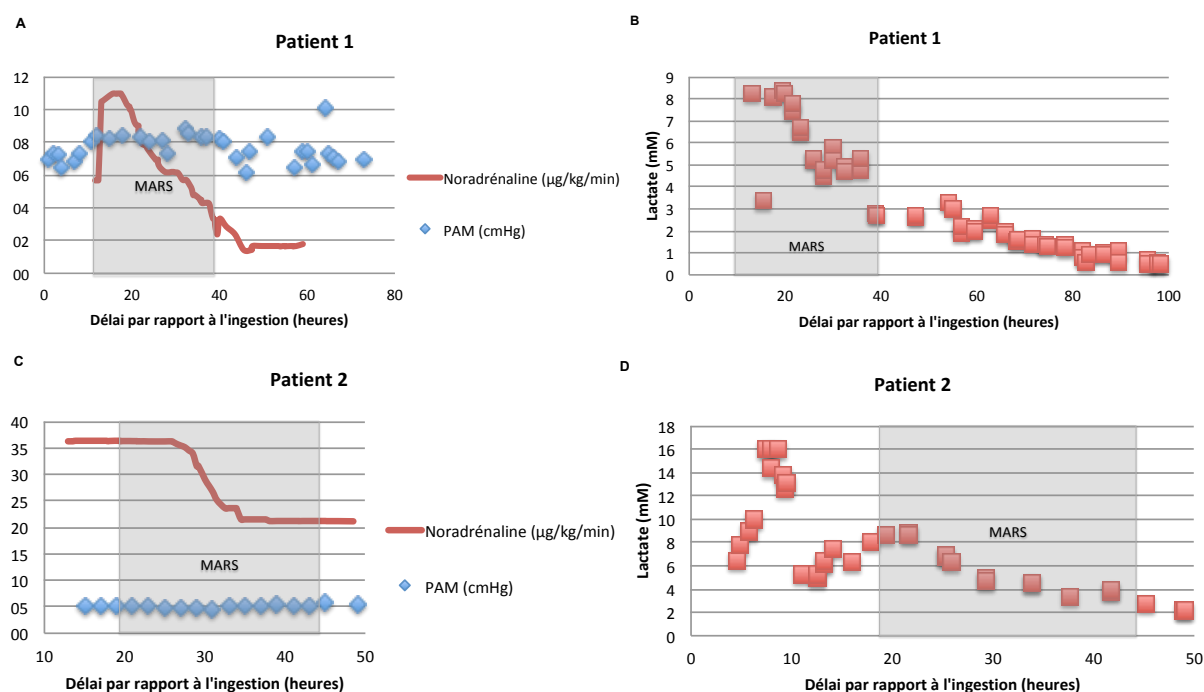 A
Patient 1
12
10
08
06
04
02
00
MARS
0 20 40 60 80
Délai par rapport à l'ingestion (heures)
Noradrénaline (µg/kg/min)
PAM (cmHg)
B
Patient 1
Lactate (mM)
9
8
7
6
5
4
3
2
1
0
MARS
0 20 40 60 80 100
Délai par rapport à l'ingestion (heures)
C
Patient 2
40
35
30
25
20
15
10
05
00
MARS
10 20 30 40 50
Délai par rapport à l'ingestion (heures)
Noradrénaline (µg/kg/min)
PAM (cmHg)
D
Patient 2
Lactate (mM)
18
16
14
12
10
8
6
4
2
0
MARS
0 10 20 30 40 50
Délai par rapport à l'ingestion (heures)